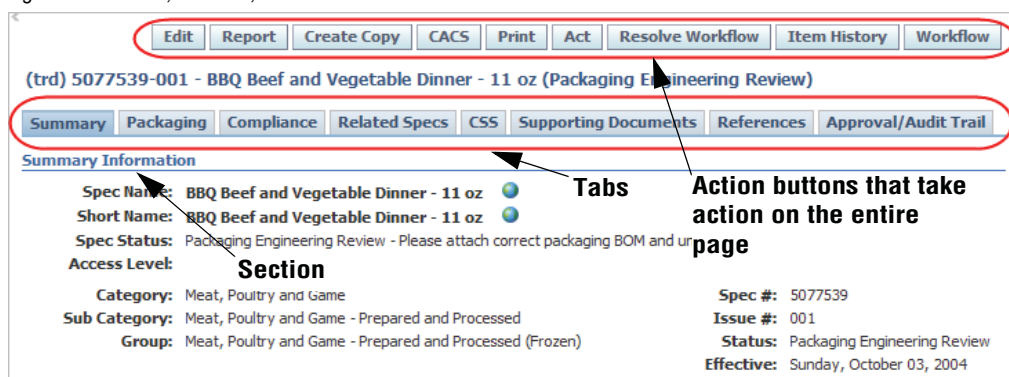 Edit Report Create Copy CACS Print Act Resolve Workflow Item History Workflow
(trd) 5077539-001 - BBQ Beef and Vegetable Dinner - 11 oz (Packaging Engineering Review)
Summary Packaging Compliance Related Specs CSS Supporting Documents References Approval/Audit Trail
Summary Information
Spec Name: BBQ Beef and Vegetable Dinner - 11 oz
Short Name: BBQ Beef and Vegetable Dinner - 11 oz
Spec Status: Packaging Engineering Review - Please attach correct packaging BOM and
Access Level:
Tabs
Action buttons that take
action on the entire
page
Section
Category: Meat, Poultry and Game
Sub Category: Meat, Poultry and Game - Prepared and Processed
Group: Meat, Poultry and Game - Prepared and Processed (Frozen)
Spec #: 5077539
Issue #: 001
Status: Packaging Engineering Review
Effective: Sunday, October 03, 2004